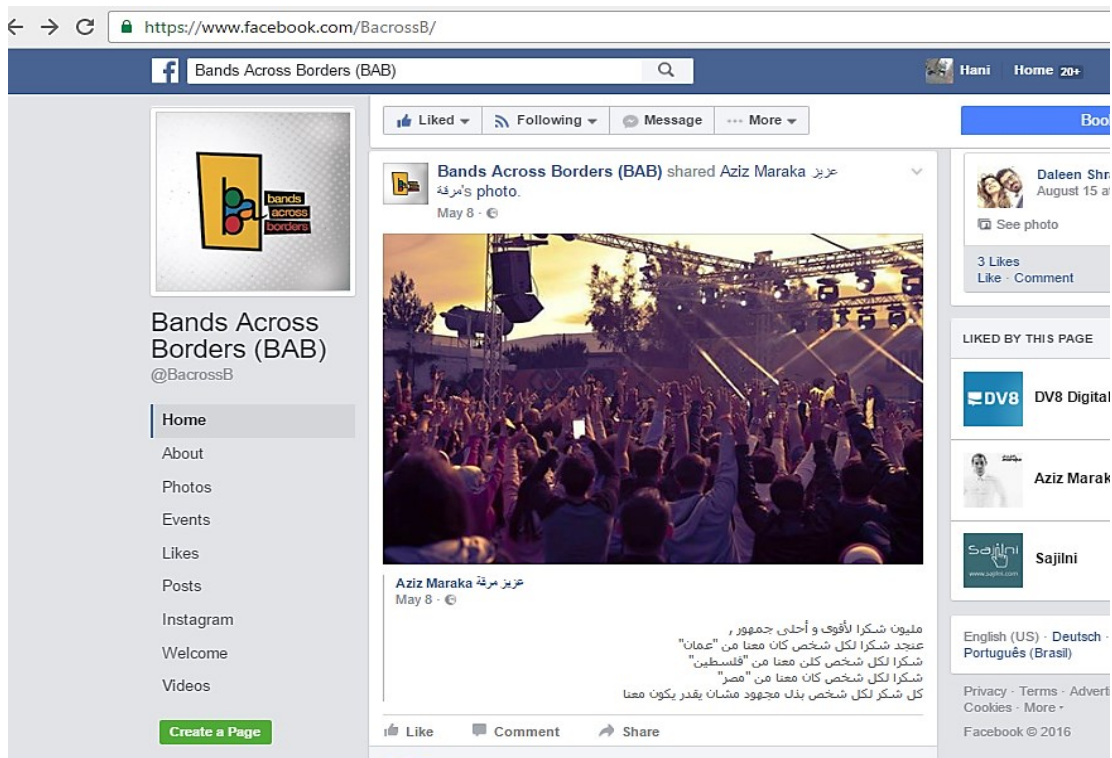 https://www.facebook.com/BacrossB/
Bands Across Borders (BAB)
Hani Home 20+
bands
across
borders
Bands Across
Borders (BAB)
@BacrossB
Home
About
Photos
Events
Likes
Posts
Instagram
Welcome
Videos
Create a Page
Liked Following Message More
Bands Across Borders (BAB) shared Aziz Maraka عزيز
مرقة's photo.
May 8
Aziz Maraka عزيز مرقة
May 8
مليون شكرا لأقوى و أحلى جمهور ,
عنجد شكرا لكل شخص كان معنا من "عمان"
شكرا لكل شخص كلن معنا من "فلسطين"
شكرا لكل شخص كان معنا من "مصر"
كل شكر لكل شخص بذل مجهود مشان يقدر يكون معنا
Like Comment Share
Daleen
August 15
See photo
3 Likes
Like · Comment
LIKED BY THIS PAGE
DV8
DV8 Digital
Aziz Marak
Sajilni
www.sajilni.com
Sajilni
English (US) · Deutsch ·
Português (Brasil)
Privacy · Terms · Adverti
Cookies · More
Facebook © 2016